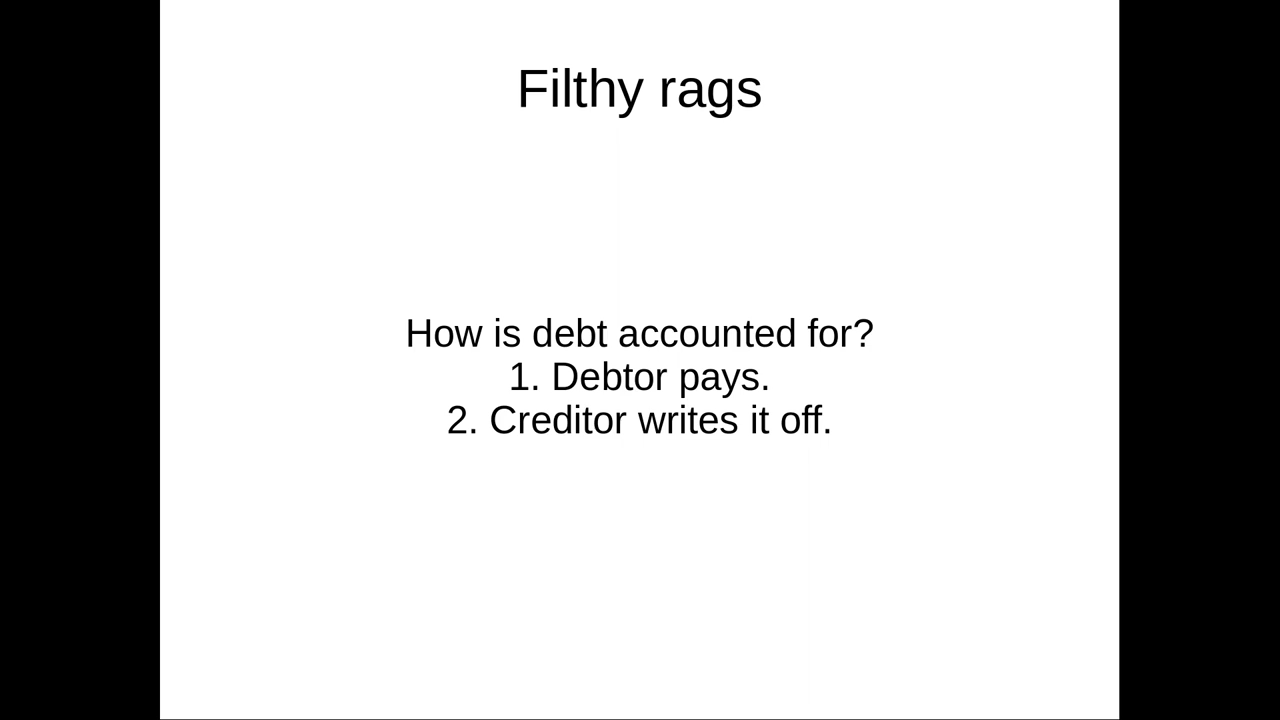 Filthy rags
How is debt accounted for?
1. Debtor pays.
2. Creditor writes it off.